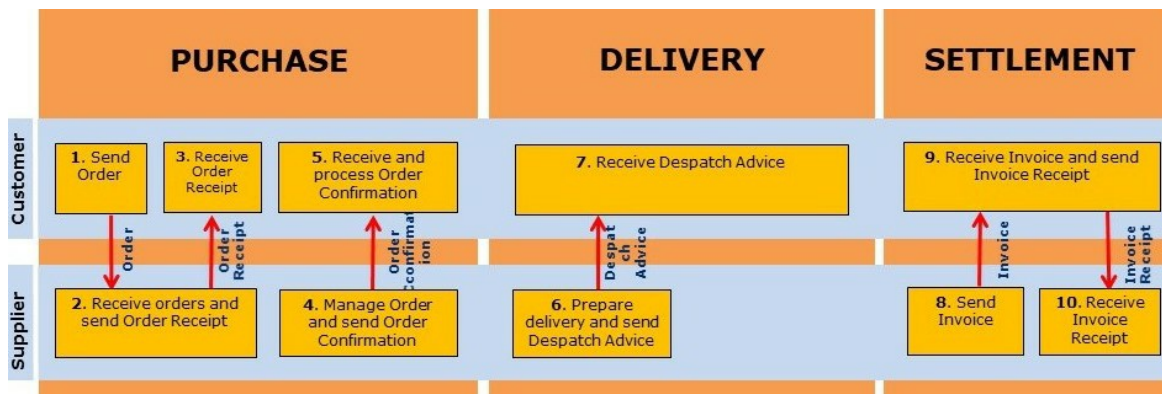 PURCHASE
DELIVERY
SETTLEMENT
Customer
1. Send
Order
3. Receive
Order
Receipt
5. Receive and
process Order
Confirmation
7. Receive Despatch Advice
9. Receive Invoice and send
Invoice Receipt
Order
Order
Receipt
Order
Cconfirmat
ion
Despat
ch
Advice
Invoice
Invoice
Receipt
Supplier
2. Receive orders and
send Order Receipt
4. Manage Order
and send Order
Confirmation
6. Prepare
delivery and send
Despatch Advice
8. Send
Invoice
10. Receive
Invoice
Receipt